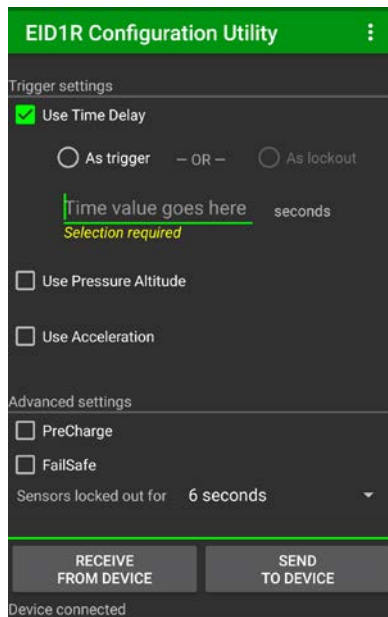 EID1R Configuration Utility
Trigger settings
Use Time Delay
As trigger – OR – As lockout
Time value goes here seconds
Selection required
Use Pressure Altitude
Use Acceleration
Advanced settings
PreCharge
FailSafe
Sensors locked out for 6 seconds
RECEIVE
FROM DEVICE
SEND
TO DEVICE
Device connected